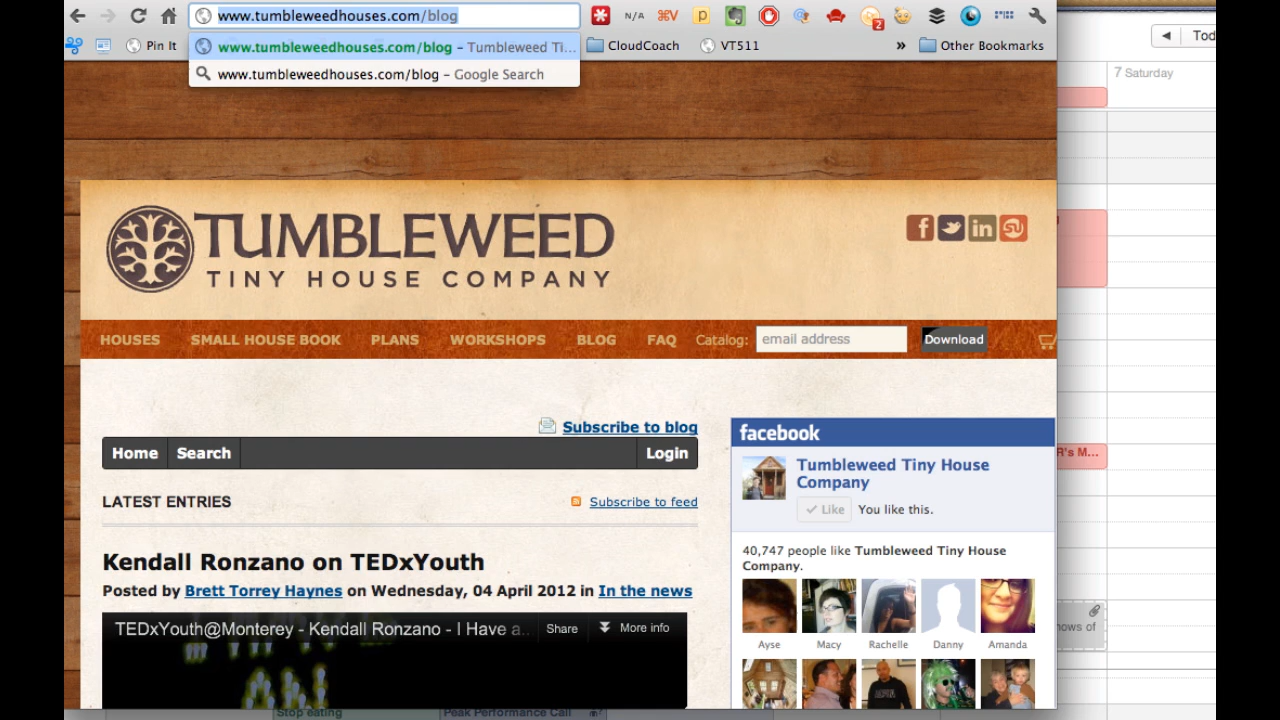 www.tumbleweedhouses.com/blog
N/A
⌘V
P
2
Pin It
www.tumbleweedhouses.com/blog – Tumbleweed Ti...
CloudCoach
VT511
»
Other Bookmarks
www.tumbleweedhouses.com/blog – Google Search
◀ Tod
7 Saturday
TUMBLEWEED
TINY HOUSE COMPANY
f
in
HOUSES
SMALL HOUSE BOOK
PLANS
WORKSHOPS
BLOG
FAQ
Catalog:
email address
Download
Subscribe to blog
Home
Search
Login
LATEST ENTRIES
Subscribe to feed
Kendall Ronzano on TEDxYouth
Posted by Brett Torrey Haynes on Wednesday, 04 April 2012 in In the news
TEDxYouth@Monterey - Kendall Ronzano - I Have a..
Share
More info
facebook
Tumbleweed Tiny House
Company
Like
You like this.
40,747 people like Tumbleweed Tiny House
Company.
Ayse
Macy
Rachelle
Danny
Amanda
R's M...
hows of
Stop eating
Peak Performance Call